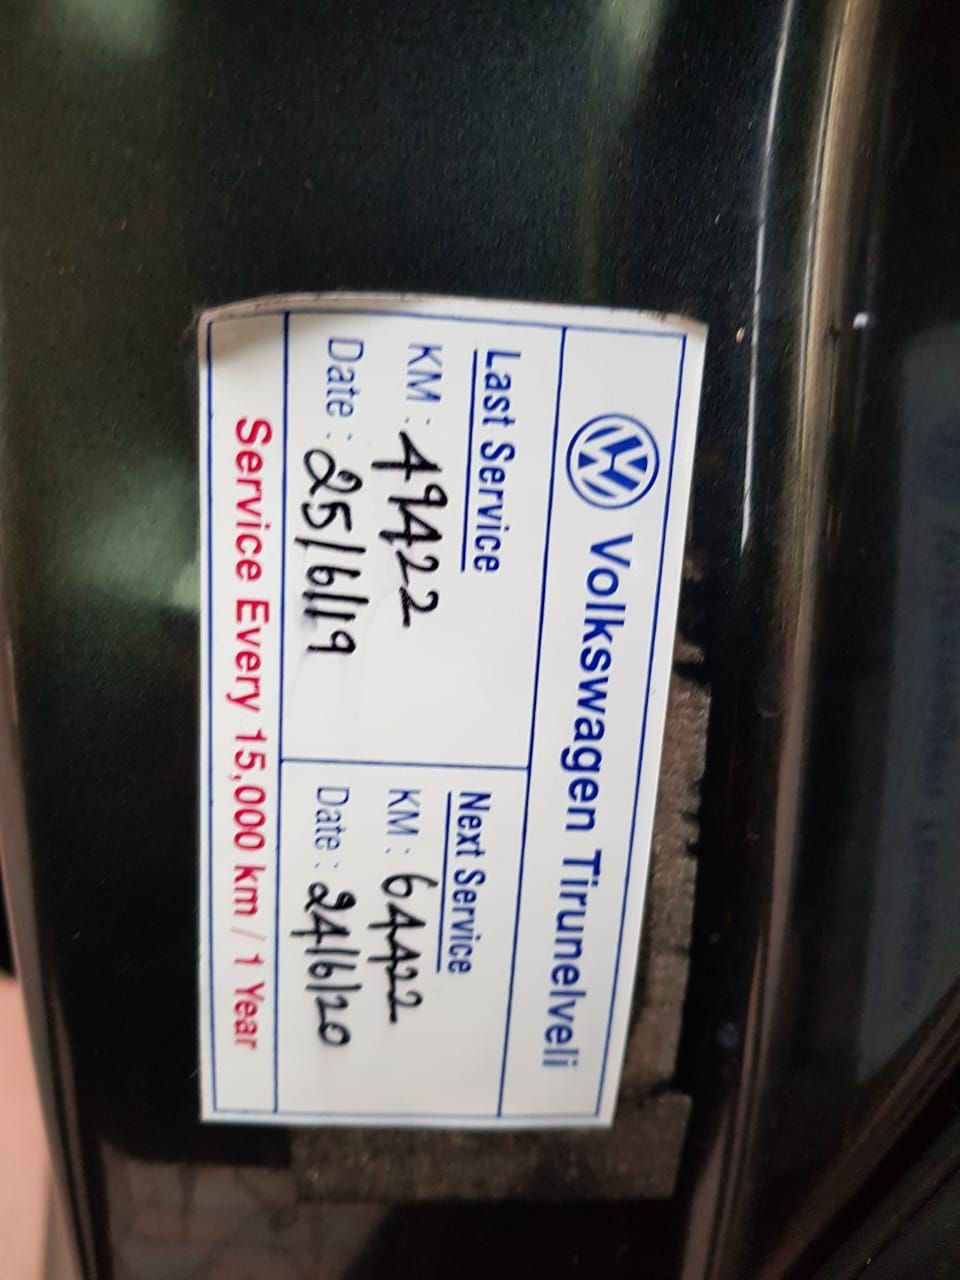 Volkswagen Tirunelveli
Last Service
KM : 49422
Date : 25/6/19
Next Service
KM : 64422
Date : 24/6/20
Service Every 15,000 km / 1 Year